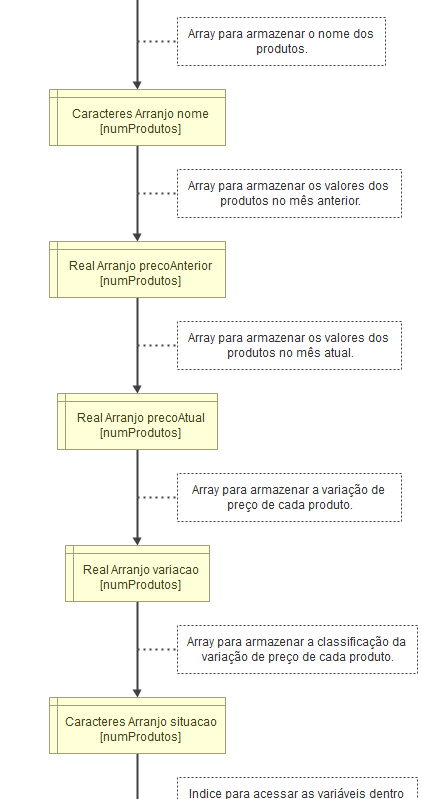 Array para armazenar o nome dos
produtos.
Caracteres Arranjo nome
[numProdutos]
Array para armazenar os valores dos
produtos no mês anterior.
Real Arranjo precoAnterior
[numProdutos]
Array para armazenar os valores dos
produtos no mês atual.
Real Arranjo precoAtual
[numProdutos]
Array para armazenar a variação de
preço de cada produto.
Real Arranjo variacao
[numProdutos]
Array para armazenar a classificação da
variação de preço de cada produto.
Caracteres Arranjo situacao
[numProdutos]
Indice para acessar as variáveis dentro